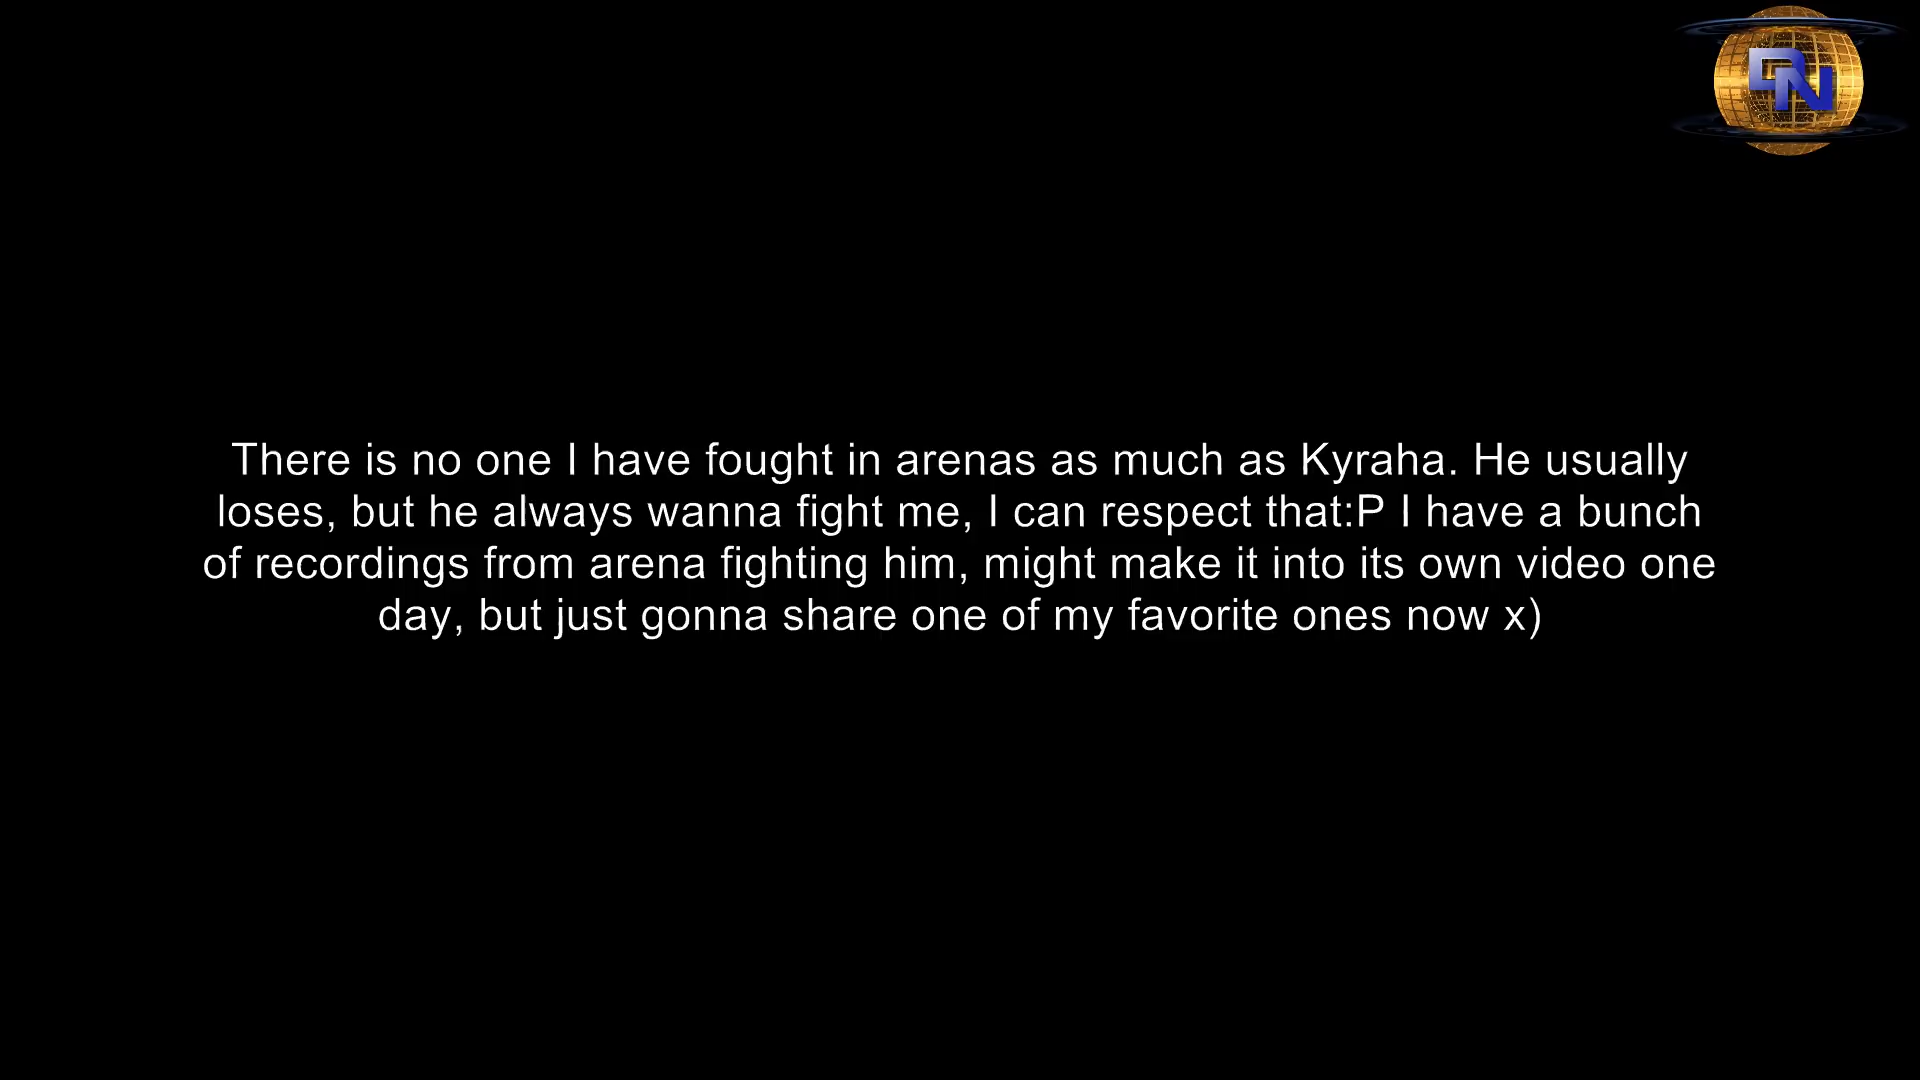 DN
There is no one I have fought in arenas as much as Kyraha. He usually
loses, but he always wanna fight me, I can respect that:P I have a bunch
of recordings from arena fighting him, might make it into its own video one
day, but just gonna share one of my favorite ones now x)